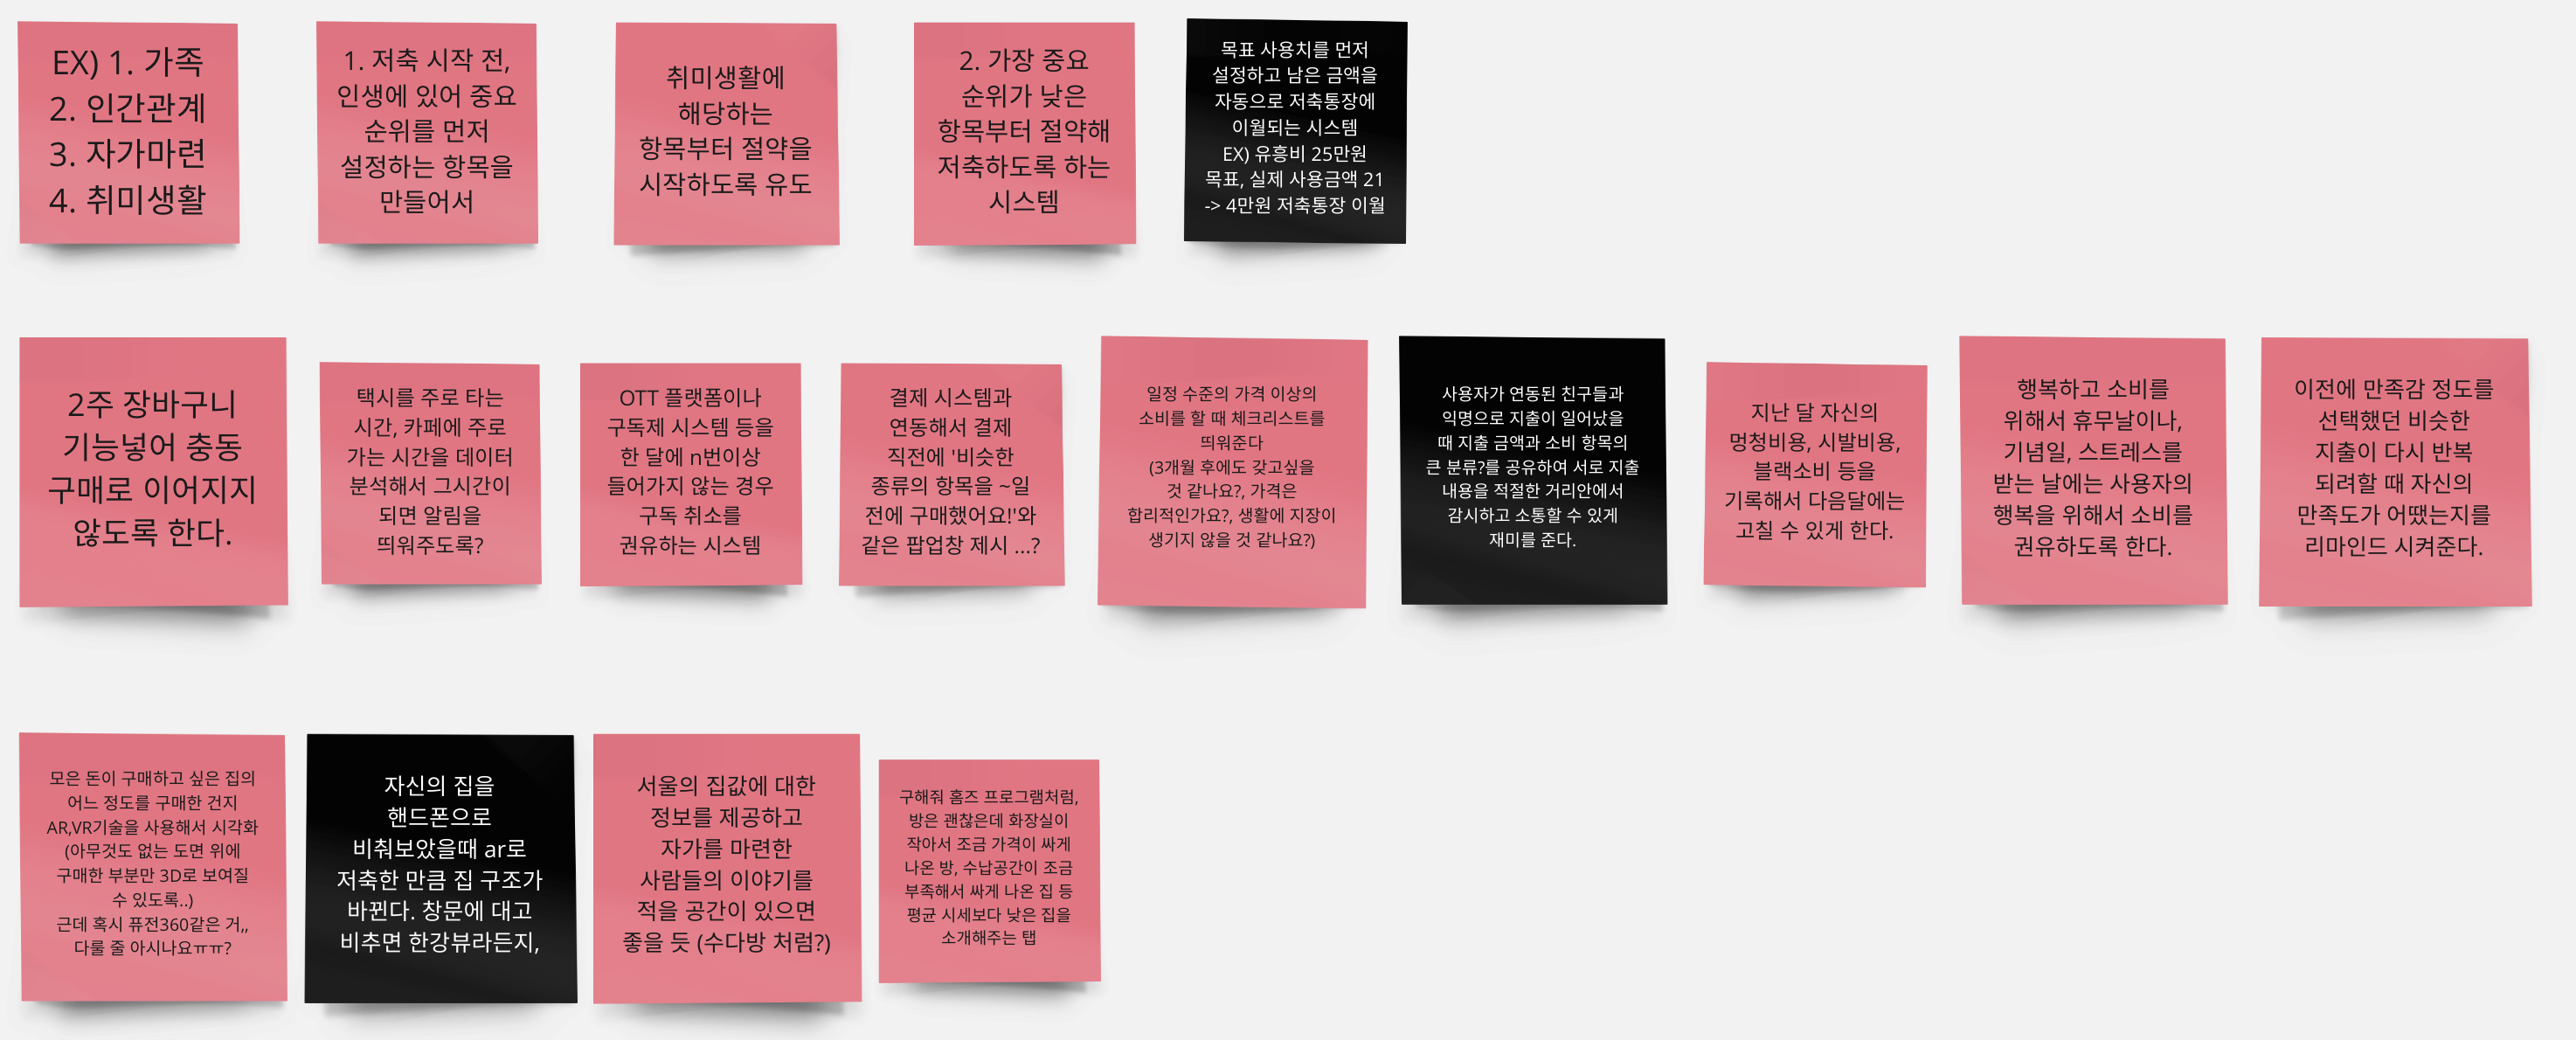 EX) 1. 가족
2. 인간관계
3. 자가마련
4. 취미생활
1. 저축 시작 전,
인생에 있어 중요
순위를 먼저
설정하는 항목을
만들어서
취미생활에
해당하는
항목부터 절약을
시작하도록 유도
2. 가장 중요
순위가 낮은
항목부터 절약해
저축하도록 하는
시스템
목표 사용치를 먼저
설정하고 남은 금액을
자동으로 저축통장에
이월되는 시스템
EX) 유흥비 25만원
목표, 실제 사용금액 21
-> 4만원 저축통장 이월
2주 장바구니
기능넣어 충동
구매로 이어지지
않도록 한다.
택시를 주로 타는
시간, 카페에 주로
가는 시간을 데이터
분석해서 그시간이
되면 알림을
띄워주도록?
OTT 플랫폼이나
구독제 시스템 등을
한 달에 n번이상
들어가지 않는 경우
구독 취소를
권유하는 시스템
결제 시스템과
연동해서 결제
직전에 '비슷한
종류의 항목을 ~일
전에 구매했어요!'와
같은 팝업창 제시 ...?
일정 수준의 가격 이상의
소비를 할 때 체크리스트를
띄워준다
(3개월 후에도 갖고싶을
것 같나요?, 가격은
합리적인가요?, 생활에 지장이
생기지 않을 것 같나요?)
사용자가 연동된 친구들과
익명으로 지출이 일어났을
때 지출 금액과 소비 항목의
큰 분류?를 공유하여 서로 지출
내용을 적절한 거리안에서
감시하고 소통할 수 있게
재미를 준다.
지난 달 자신의
멍청비용, 시발비용,
블랙소비 등을
기록해서 다음달에는
고칠 수 있게 한다.
행복하고 소비를
위해서 휴무날이나,
기념일, 스트레스를
받는 날에는 사용자의
행복을 위해서 소비를
권유하도록 한다.
이전에 만족감 정도를
선택했던 비슷한
지출이 다시 반복
되려할 때 자신의
만족도가 어땠는지를
리마인드 시켜준다.
모은 돈이 구매하고 싶은 집의
어느 정도를 구매한 건지
AR,VR기술을 사용해서 시각화
(아무것도 없는 도면 위에
구매한 부분만 3D로 보여질
수 있도록..)
근데 혹시 퓨전360같은 거,,
다룰 줄 아시나요ㅠㅠ?
자신의 집을
핸드폰으로
비춰보았을때 ar로
저축한 만큼 집 구조가
바뀐다. 창문에 대고
비추면 한강뷰라든지,
서울의 집값에 대한
정보를 제공하고
자가를 마련한
사람들의 이야기를
적을 공간이 있으면
좋을 듯 (수다방 처럼?)
구해줘 홈즈 프로그램처럼,
방은 괜찮은데 화장실이
작아서 조금 가격이 싸게
나온 방, 수납공간이 조금
부족해서 싸게 나온 집 등
평균 시세보다 낮은 집을
소개해주는 탭